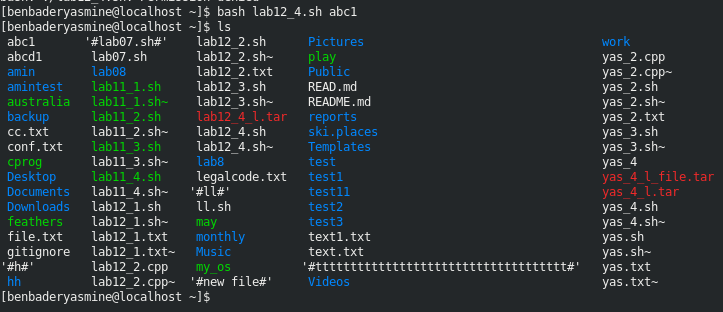 [benbaderyasmine@localhost ~]$ bash lab12_4.sh abc1
[benbaderyasmine@localhost ~]$ ls
abc1 '#lab07.sh#' lab12_2.sh Pictures work
abcd1 lab07.sh lab12_2.sh~ play yas_2.cpp
amin lab08 lab12_2.txt Public yas_2.cpp~
amintest lab11_1.sh lab12_3.sh READ.md yas_2.sh
australia lab11_1.sh~ lab12_3.sh~ README.md yas_2.sh~
backup lab11_2.sh lab12_4_l.tar reports yas_2.txt
cc.txt lab11_2.sh~ lab12_4.sh ski.places yas_3.sh
conf.txt lab11_3.sh lab12_4.sh~ Templates yas_3.sh~
cprog lab11_3.sh~ lab8 test yas_4
Desktop lab11_4.sh legalcode.txt test1 yas_4_l_file.tar
Documents lab11_4.sh~ '#ll#' test11 yas_4_l.tar
Downloads lab12_1.sh ll.sh test2 yas_4.sh
feathers lab12_1.sh~ may test3 yas_4.sh~
file.txt lab12_1.txt monthly text1.txt yas.sh
gitignore lab12_1.txt~ Music text.txt yas.sh~
'#h#' lab12_2.cpp my_os '#tttttttttttttttttttttttttttttttttttt#' yas.txt
hh lab12_2.cpp~ '#new file#' Videos yas.txt~
[benbaderyasmine@localhost ~]$